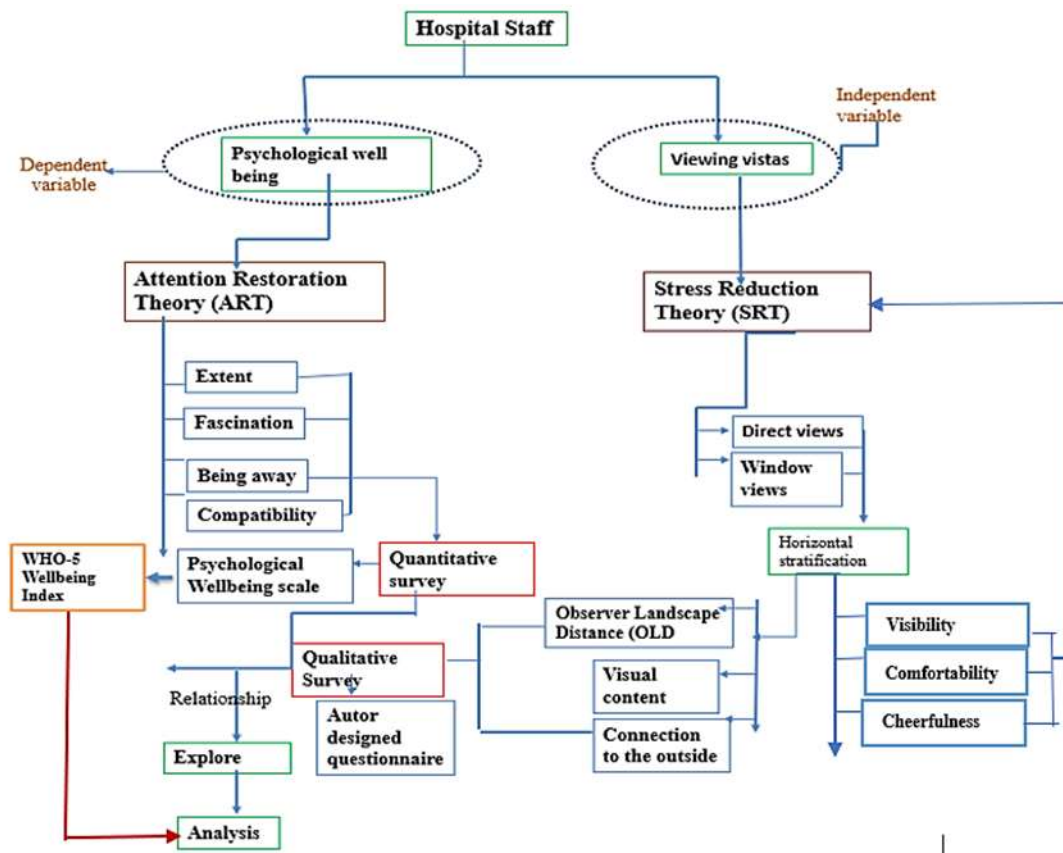 Hospital Staff
Independent
variable
Psychological well
being
Viewing vistas
Dependent
variable
Attention Restoration
Theory (ART)
Stress Reduction
Theory (SRT)
Extent
Fascination
Being away
Compatibility
Direct views
Window
views
WHO-5
Wellbeing
Index
Psychological
Wellbeing scale
Quantitative
survey
Horizontal
stratification
Observer Landscape
Distance (OLD
Visibility
Qualitative
Survey
Visual
content
Comfortability
Relationship
Autor
designed
questionnaire
Connection
to the outside
Cheerfulness
Explore
Analysis